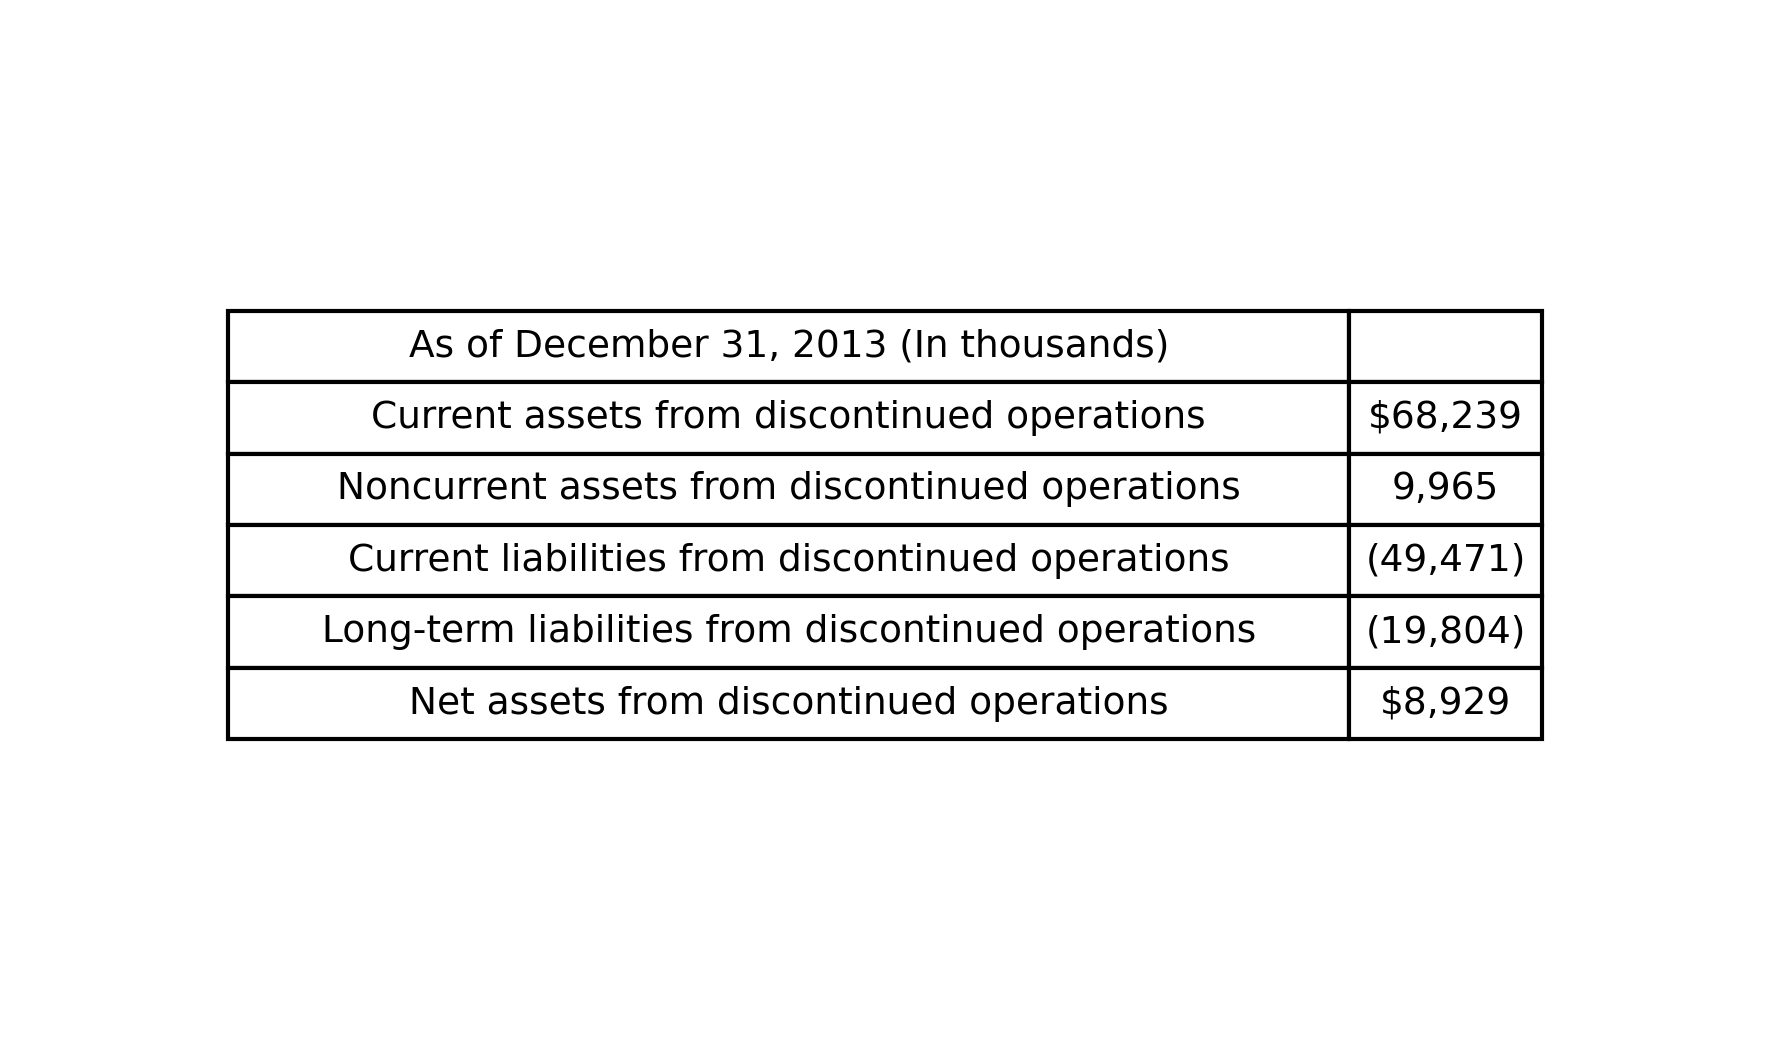 As of December 31, 2013 (In thousands)
Current assets from discontinued operations $68,239
Noncurrent assets from discontinued operations 9,965
Current liabilities from discontinued operations (49,471)
Long-term liabilities from discontinued operations (19,804)
Net assets from discontinued operations $8,929